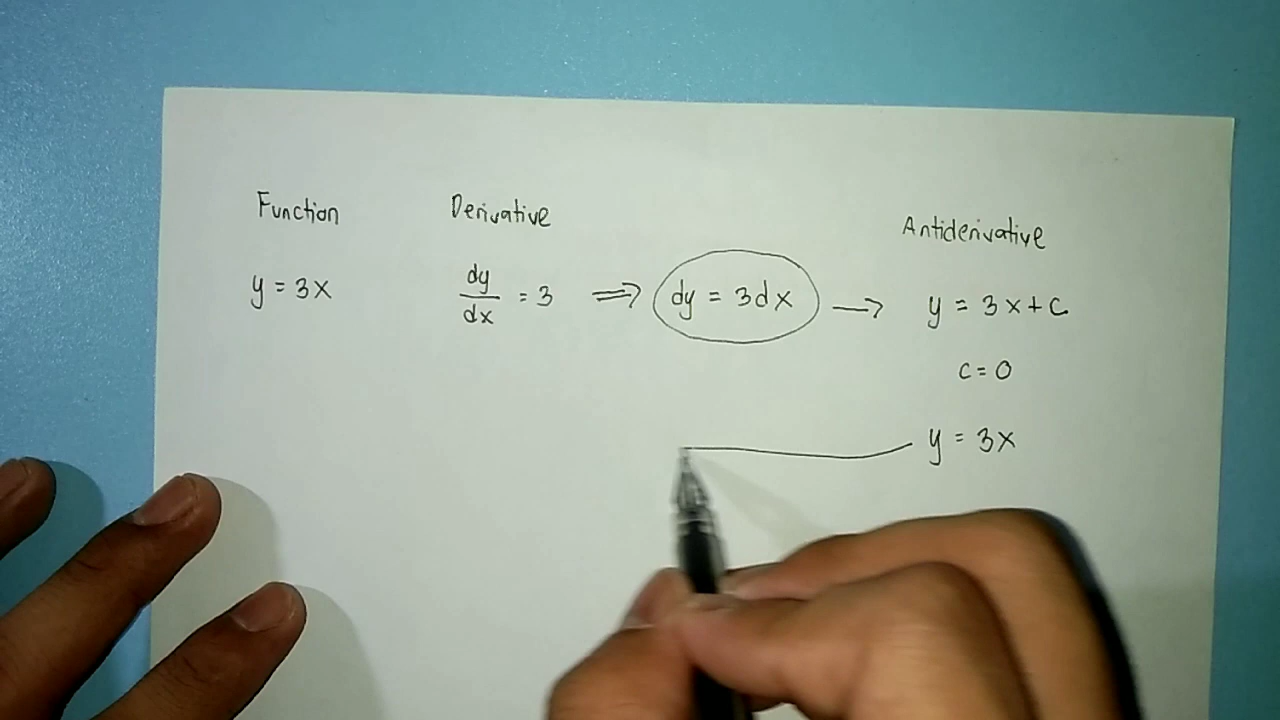 Function Derivative Antiderivative
y = 3x dy/dx = 3 ⇒ dy = 3dx → y = 3x + c
c = 0
y = 3x